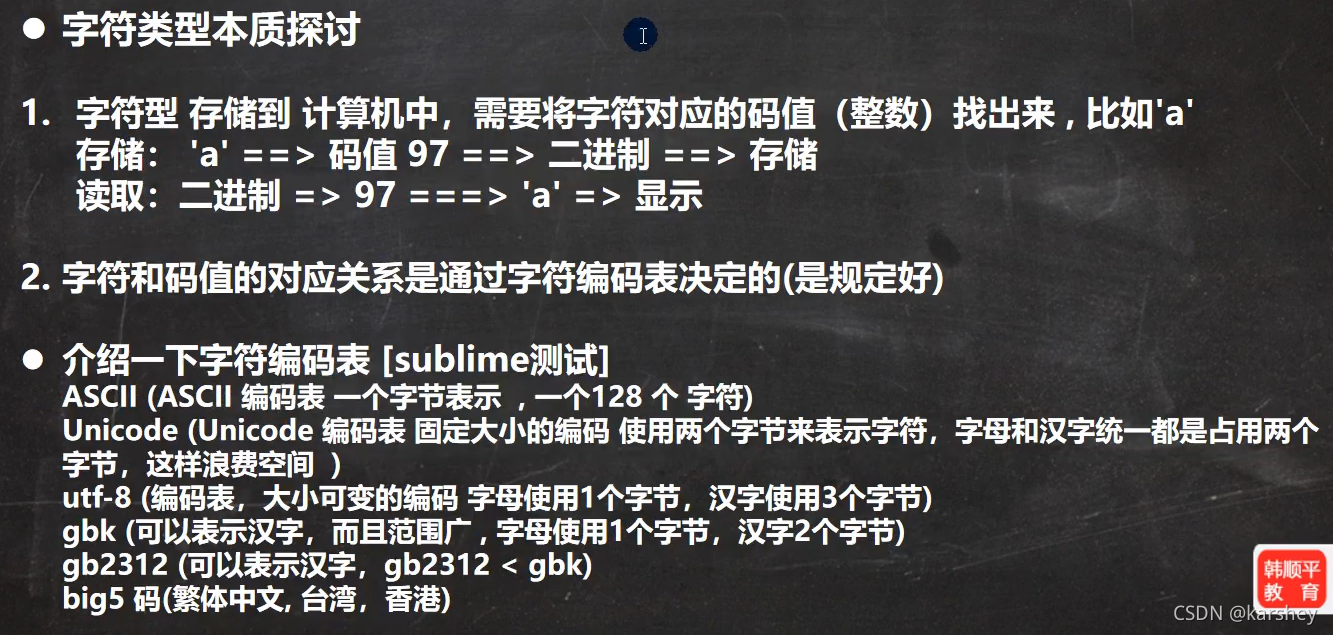 ● 字符类型本质探讨
1. 字符型 存储到 计算机中，需要将字符对应的码值（整数）找出来 , 比如'a'
存储： 'a' ==> 码值 97 ==> 二进制 ==> 存储
读取：二进制 => 97 ===> 'a' => 显示
2. 字符和码值的对应关系是通过字符编码表决定的(是规定好)
● 介绍一下字符编码表 [sublime测试]
ASCII (ASCII 编码表 一个字节表示 , 一个128 个 字符)
Unicode (Unicode 编码表 固定大小的编码 使用两个字节来表示字符，字母和汉字统一都是占用两个
字节，这样浪费空间 )
utf-8 (编码表，大小可变的编码 字母使用1个字节，汉字使用3个字节)
gbk (可以表示汉字，而且范围广 , 字母使用1个字节，汉字2个字节)
gb2312 (可以表示汉字，gb2312 < gbk)
big5 码(繁体中文, 台湾，香港)
韩顺平
教 育
CSDN @karshey